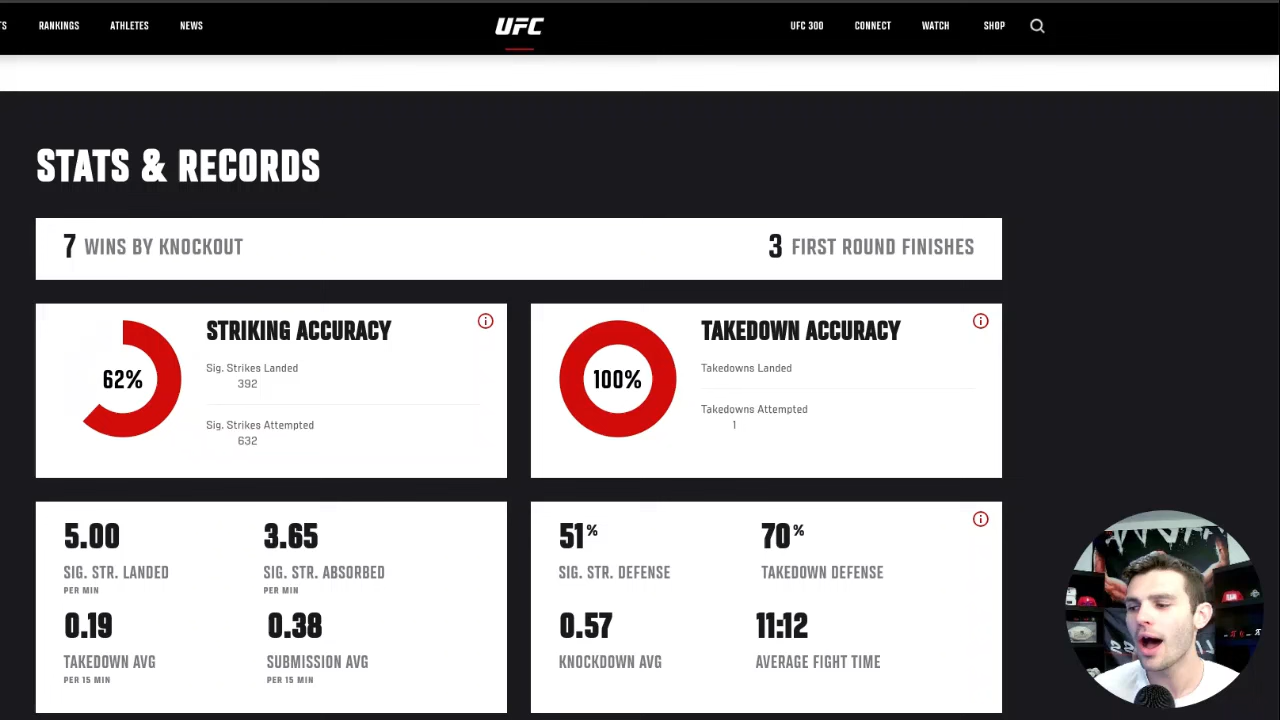 TS RANKINGS ATHLETES NEWS UFC UFC 300 CONNECT WATCH SHOP
STATS & RECORDS
7 WINS BY KNOCKOUT 3 FIRST ROUND FINISHES
STRIKING ACCURACY
62%
Sig. Strikes Landed
392
Sig. Strikes Attempted
632
TAKEDOWN ACCURACY
100%
Takedowns Landed
Takedowns Attempted
1
5.00 3.65
SIG. STR. LANDED SIG. STR. ABSORBED
PER MIN PER MIN
0.19 0.38
TAKEDOWN AVG SUBMISSION AVG
PER 15 MIN PER 15 MIN
51% 70%
SIG. STR. DEFENSE TAKEDOWN DEFENSE
0.57 11:12
KNOCKDOWN AVG AVERAGE FIGHT TIME